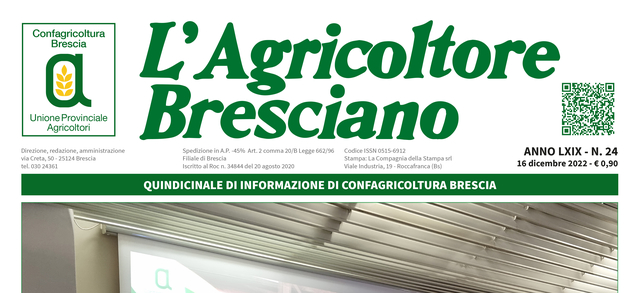 Confagricoltura
Brescia
a
Unione Provinciale
Agricoltori
L'Agricoltore
Bresciano
Direzione, redazione, amministrazione
via Creta, 50 - 25124 Brescia
tel. 030 24361
Spedizione in A.P. -45% Art. 2 comma 20/B Legge 662/96
Filiale di Brescia
Iscritto al Roc n. 34844 del 20 agosto 2020
Codice ISSN 0515-6912
Stampa: La Compagnia della Stampa srl
Viale Industria, 19 - Roccafranca (Bs)
ANNO LXIX - N. 24
16 dicembre 2022 - € 0,90
QUINDICINALE DI INFORMAZIONE DI CONFAGRICOLTURA BRESCIA
a